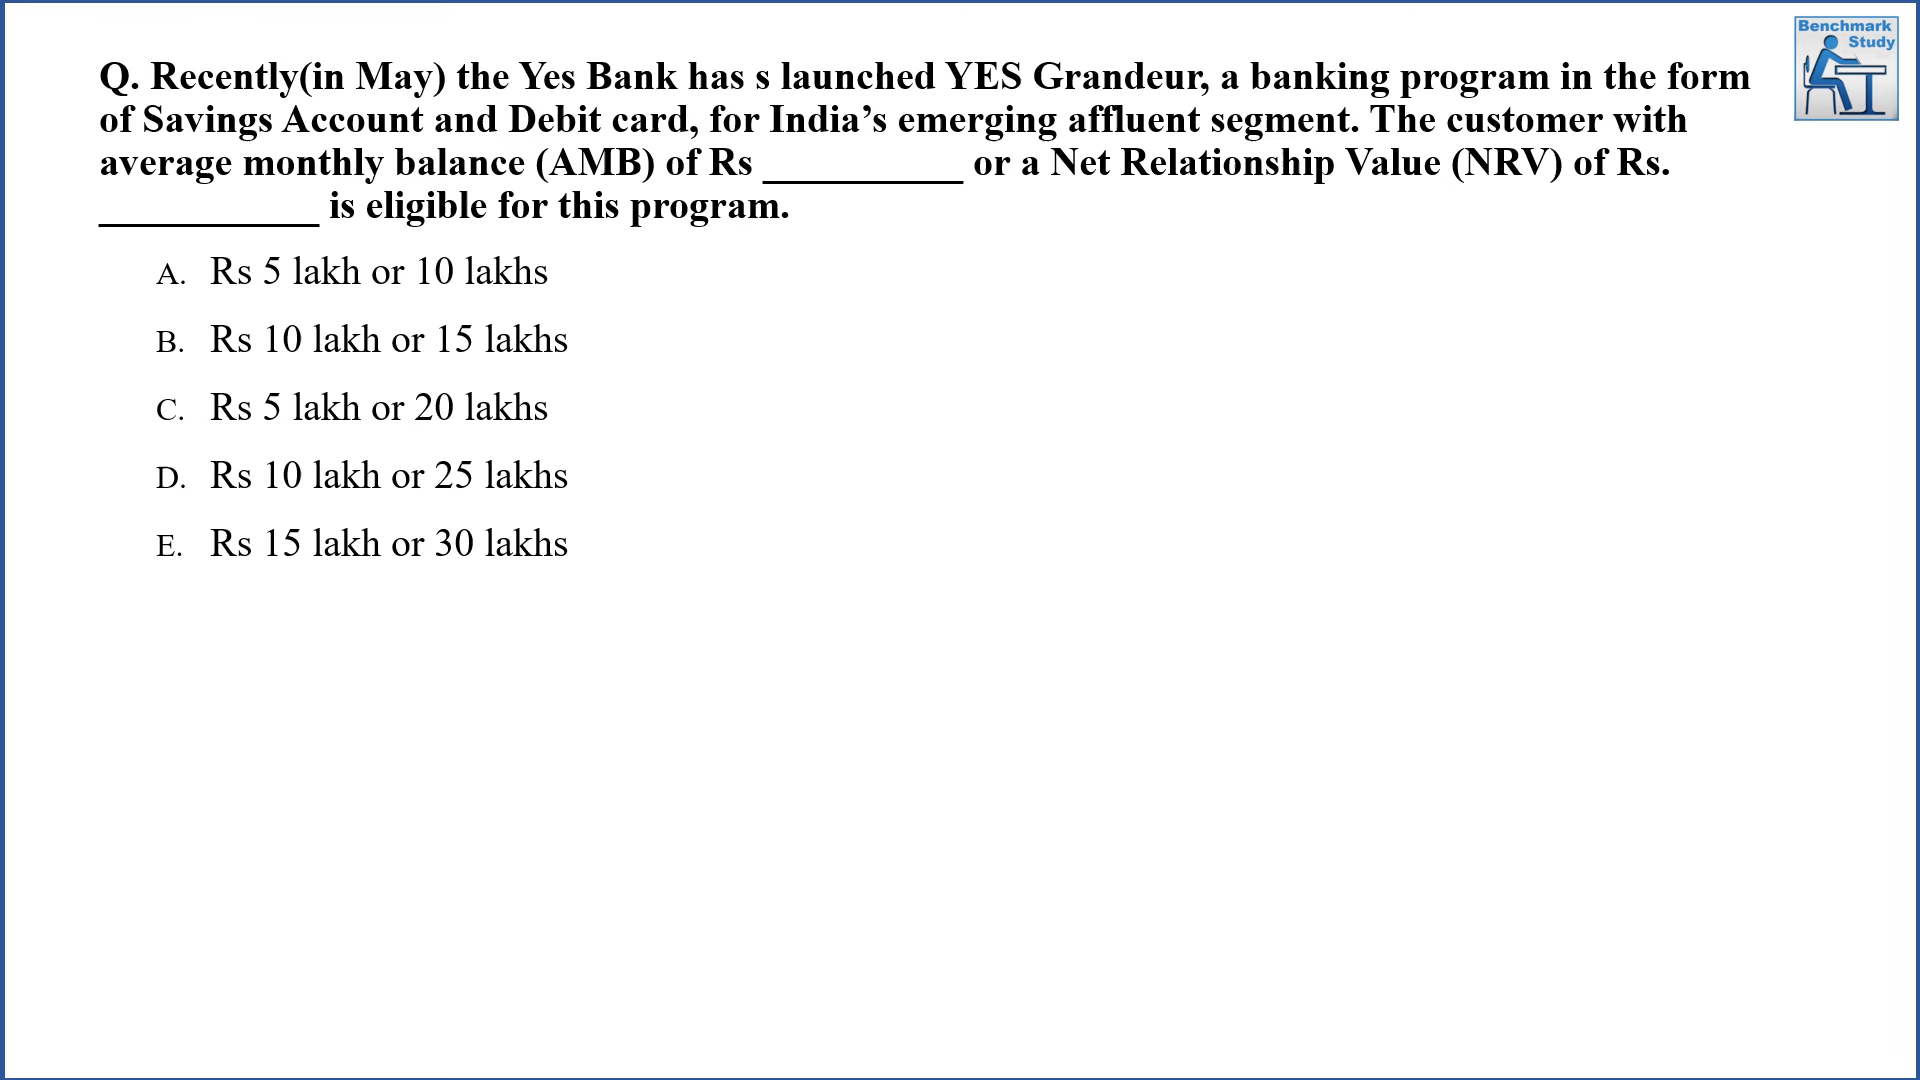 Benchmark
Study
Q. Recently(in May) the Yes Bank has s launched YES Grandeur, a banking program in the form
of Savings Account and Debit card, for India’s emerging affluent segment. The customer with
average monthly balance (AMB) of Rs __________ or a Net Relationship Value (NRV) of Rs.
___________ is eligible for this program.
A. Rs 5 lakh or 10 lakhs
B. Rs 10 lakh or 15 lakhs
C. Rs 5 lakh or 20 lakhs
D. Rs 10 lakh or 25 lakhs
E. Rs 15 lakh or 30 lakhs